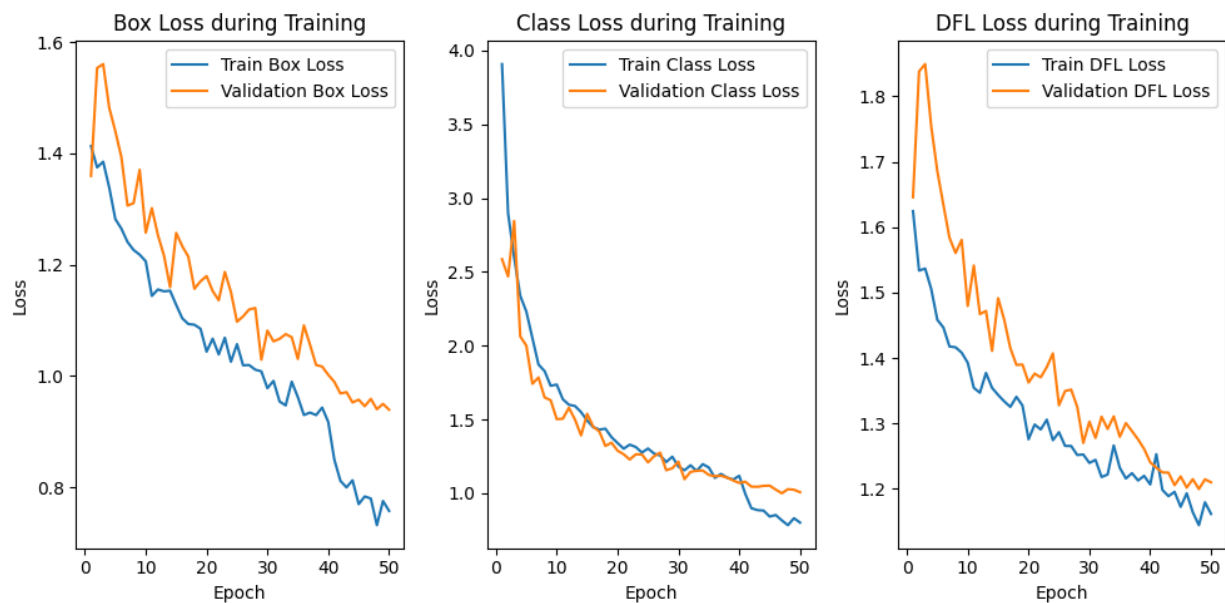 Box Loss during Training
Train Box Loss
Validation Box Loss
1.6
1.4
1.2
1.0
0.8
Loss
0 10 20 30 40 50
Epoch
Class Loss during Training
Train Class Loss
Validation Class Loss
4.0
3.5
3.0
2.5
2.0
1.5
1.0
Loss
0 10 20 30 40 50
Epoch
DFL Loss during Training
Train DFL Loss
Validation DFL Loss
1.8
1.7
1.6
1.5
1.4
1.3
1.2
Loss
0 10 20 30 40 50
Epoch